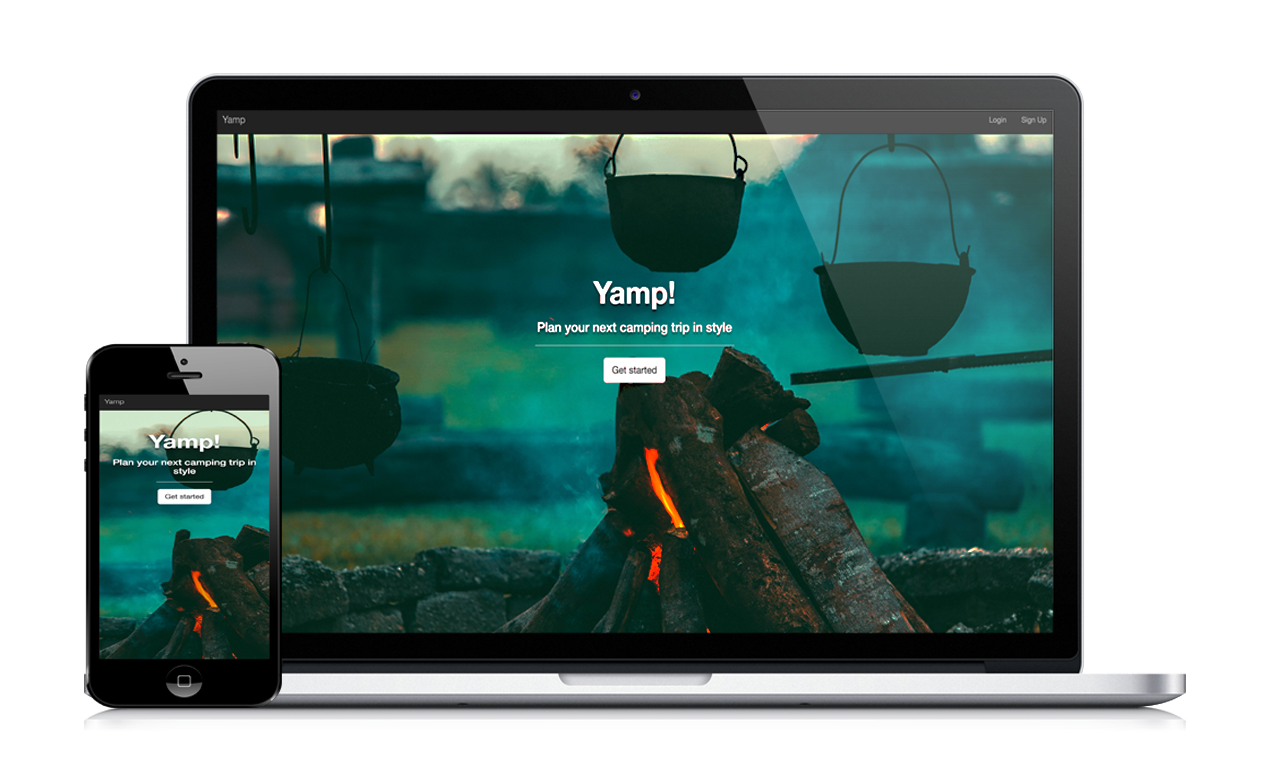 Yamp
Login
Sign Up
Yamp!
Plan your next camping trip in style
Get started
Yamp
Yamp!
Plan your next camping trip in
style
Get started